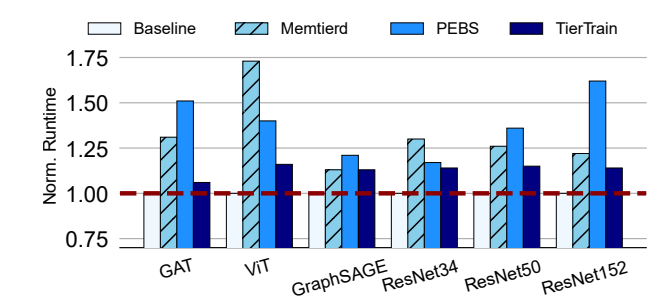 Baseline Memtierd PEBS TierTrain
Norm. Runtime
1.75
1.50
1.25
1.00
0.75
GAT ViT GraphSAGE ResNet34 ResNet50 ResNet152